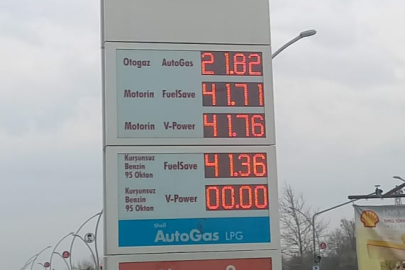 Otogaz AutoGas 21.82
Motorin FuelSave 41.71
Motorin V-Power 41.76
Kurşunsuz
Benzin
95 Oktan
FuelSave 41.36
Kurşunsuz
Benzin
95 Oktan
V-Power 00.00
Shell
AutoGas LPG